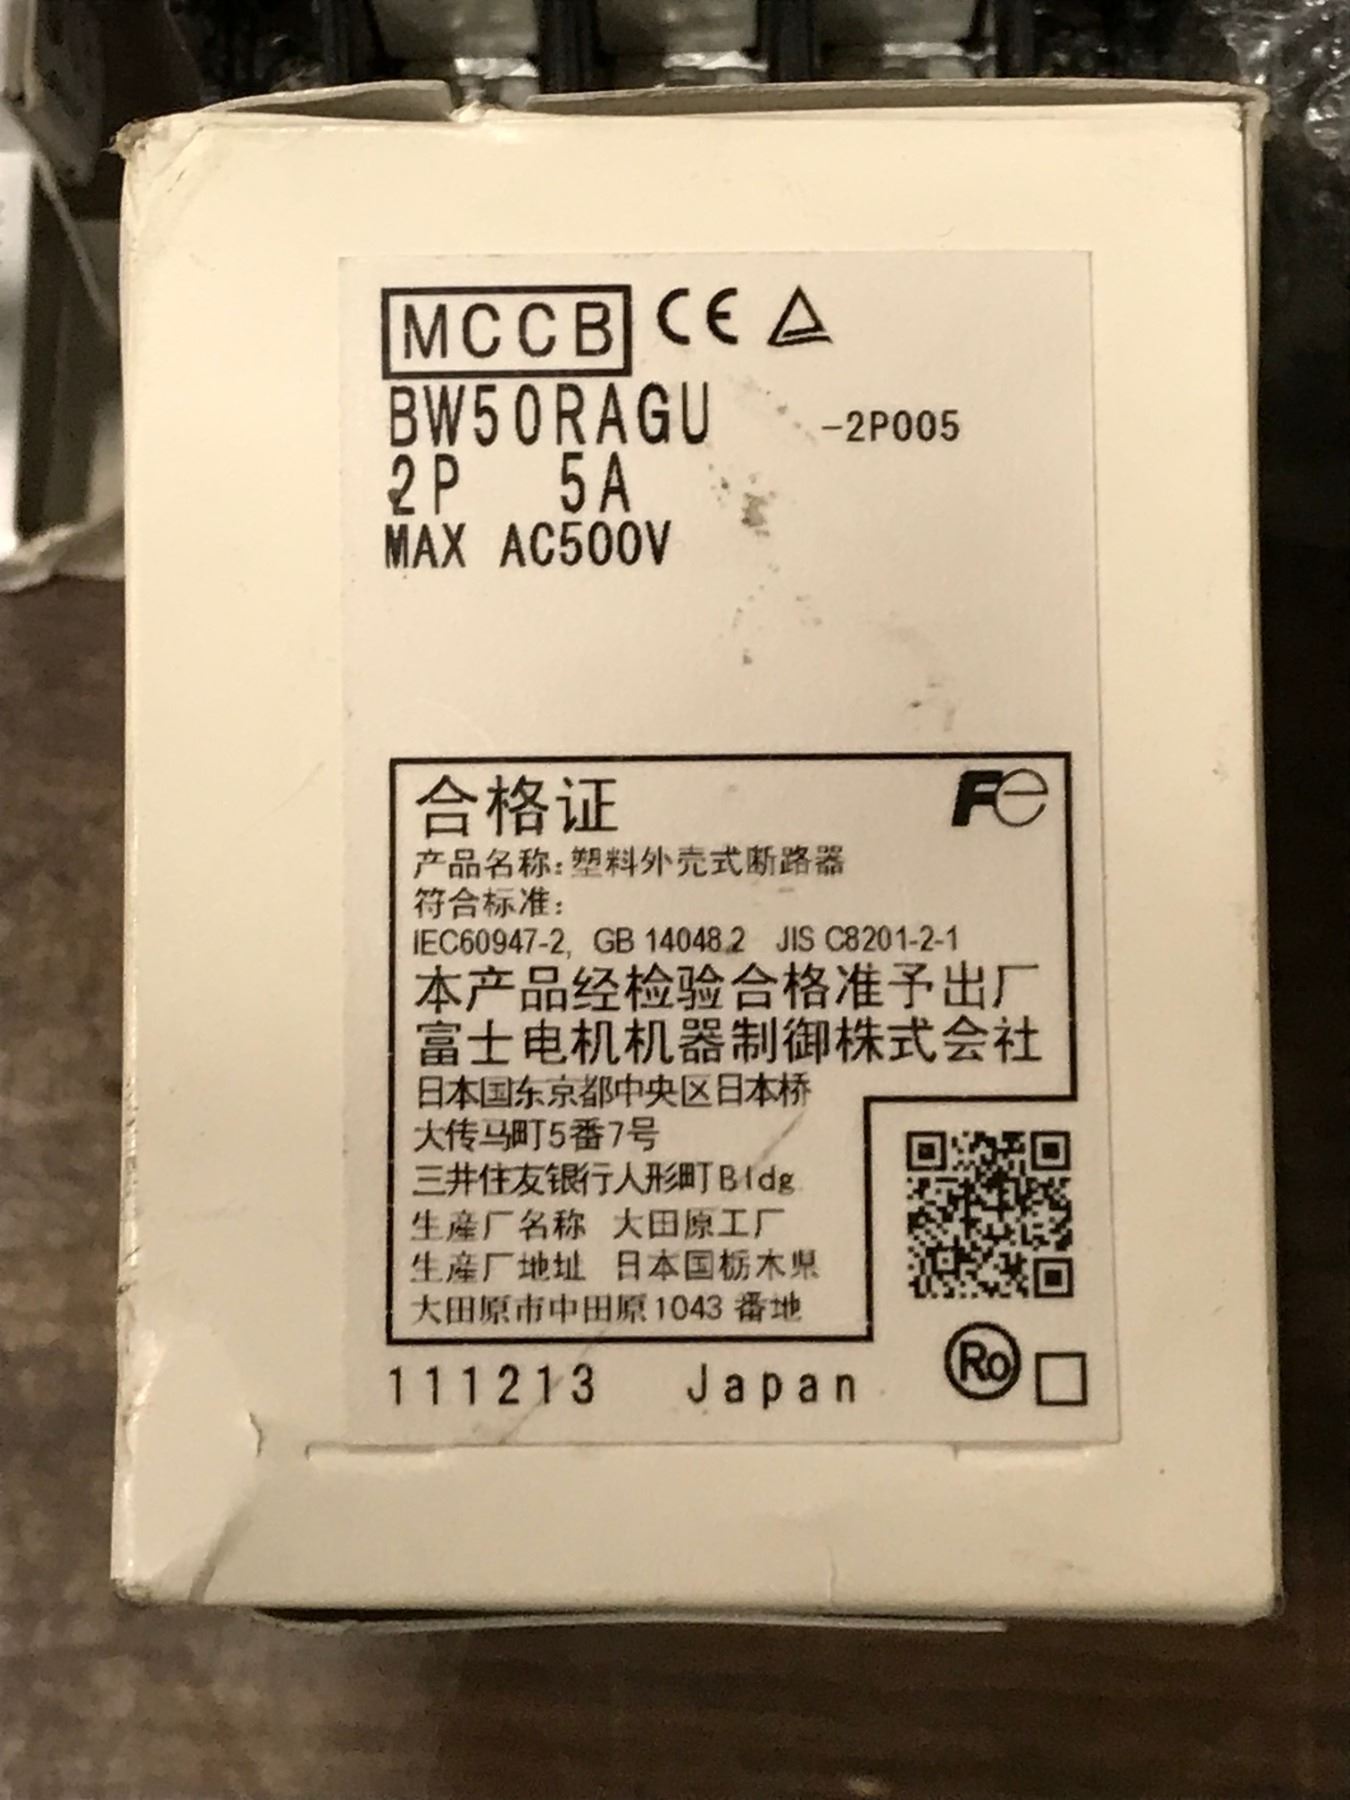 MCCB CE
BW50RAGU -2P005
2P 5A
MAX AC500V
合格证 Fe
产品名称:塑料外壳式断路器
符合标准:
IEC60947-2, GB 14048.2 JIS C8201-2-1
本产品经检验合格准予出厂
富士电机机器制御株式会社
日本国东京都中央区日本桥
大传马町5番7号
三井住友银行人形町Bldg
生産厂名称 大田原工厂
生産厂地址 日本国栃木県
大田原市中田原1043番地
111213 Japan Ro